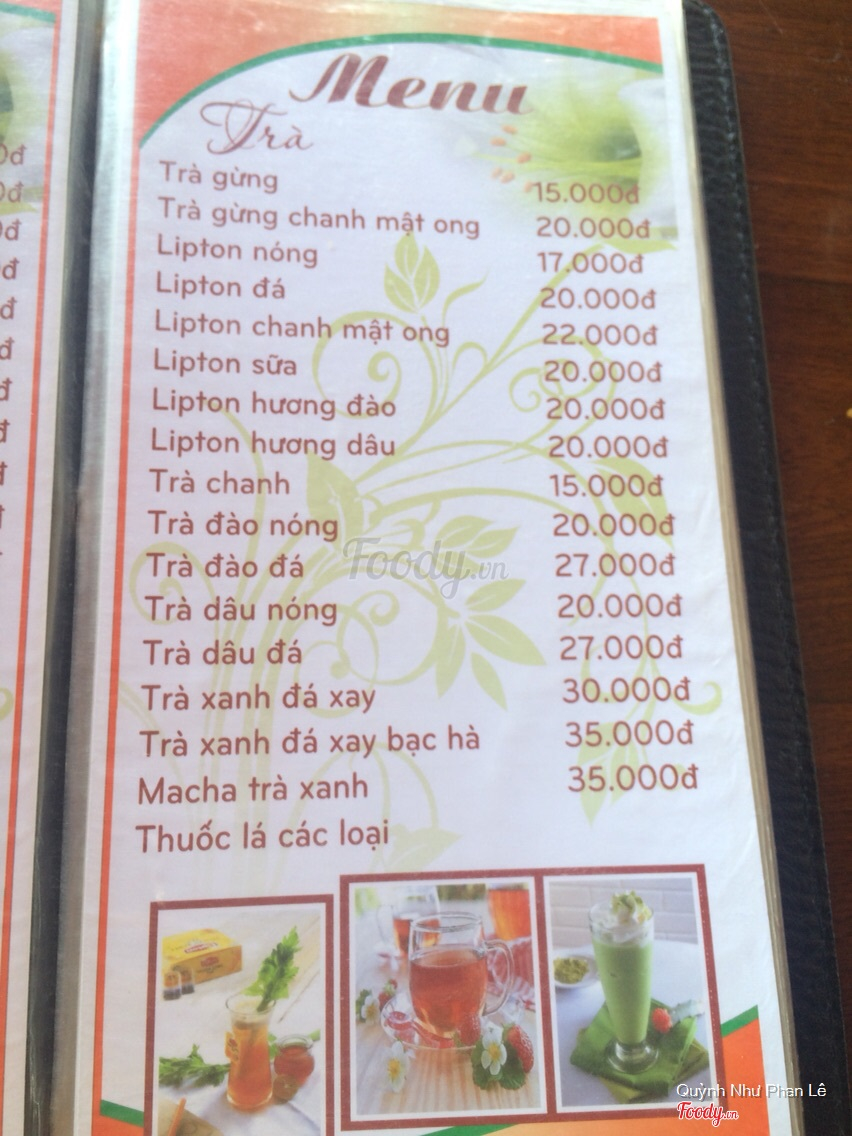 Menu
Trà
Trà gừng 15.000đ
Trà gừng chanh mật ong 20.000đ
Lipton nóng 17.000đ
Lipton đá 20.000đ
Lipton chanh mật ong 22.000đ
Lipton sữa 20.000đ
Lipton hương đào 20.000đ
Lipton hương dâu 20.000đ
Trà chanh 15.000đ
Trà đào nóng 20.000đ
Trà đào đá 27.000đ
Trà dâu nóng 20.000đ
Trà dâu đá 27.000đ
Trà xanh đá xay 30.000đ
Trà xanh đá xay bạc hà 35.000đ
Macha trà xanh 35.000đ
Thuốc lá các loại
Foody.vn
Quỳnh Như Phan Lê
Foody.vn